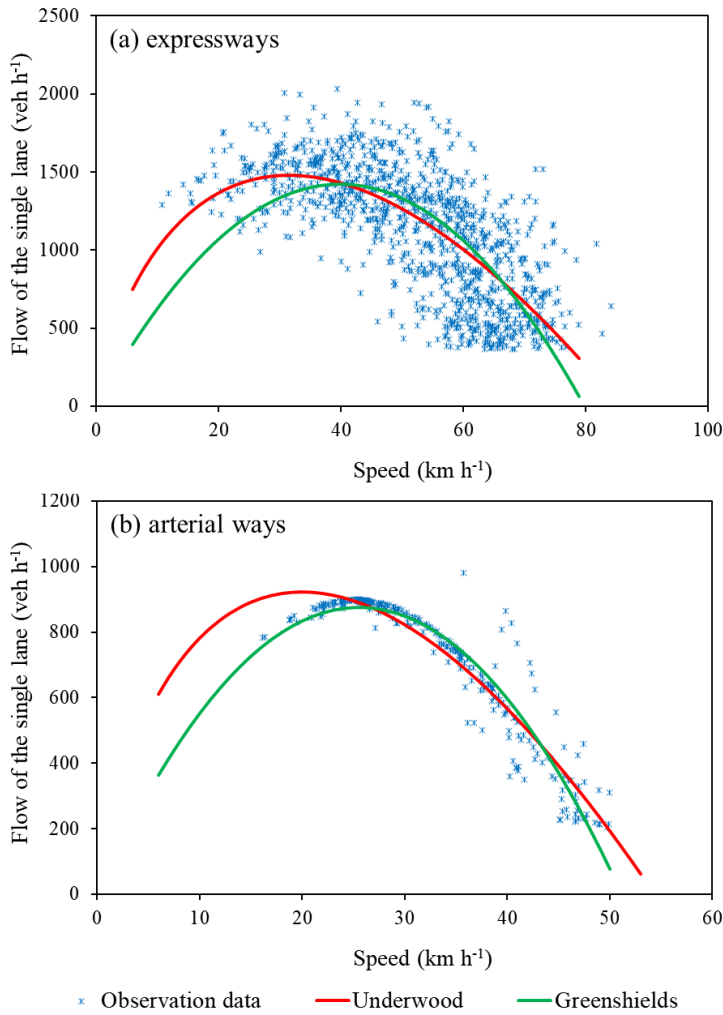 (a) expressways
Flow of the single lane (veh h⁻¹)
2500
2000
1500
1000
500
0
0 20 40 60 80 100
Speed (km h⁻¹)
(b) arterial ways
Flow of the single lane (veh h⁻¹)
1200
1000
800
600
400
200
0
0 10 20 30 40 50 60
Speed (km h⁻¹)
Observation data Underwood Greenshields